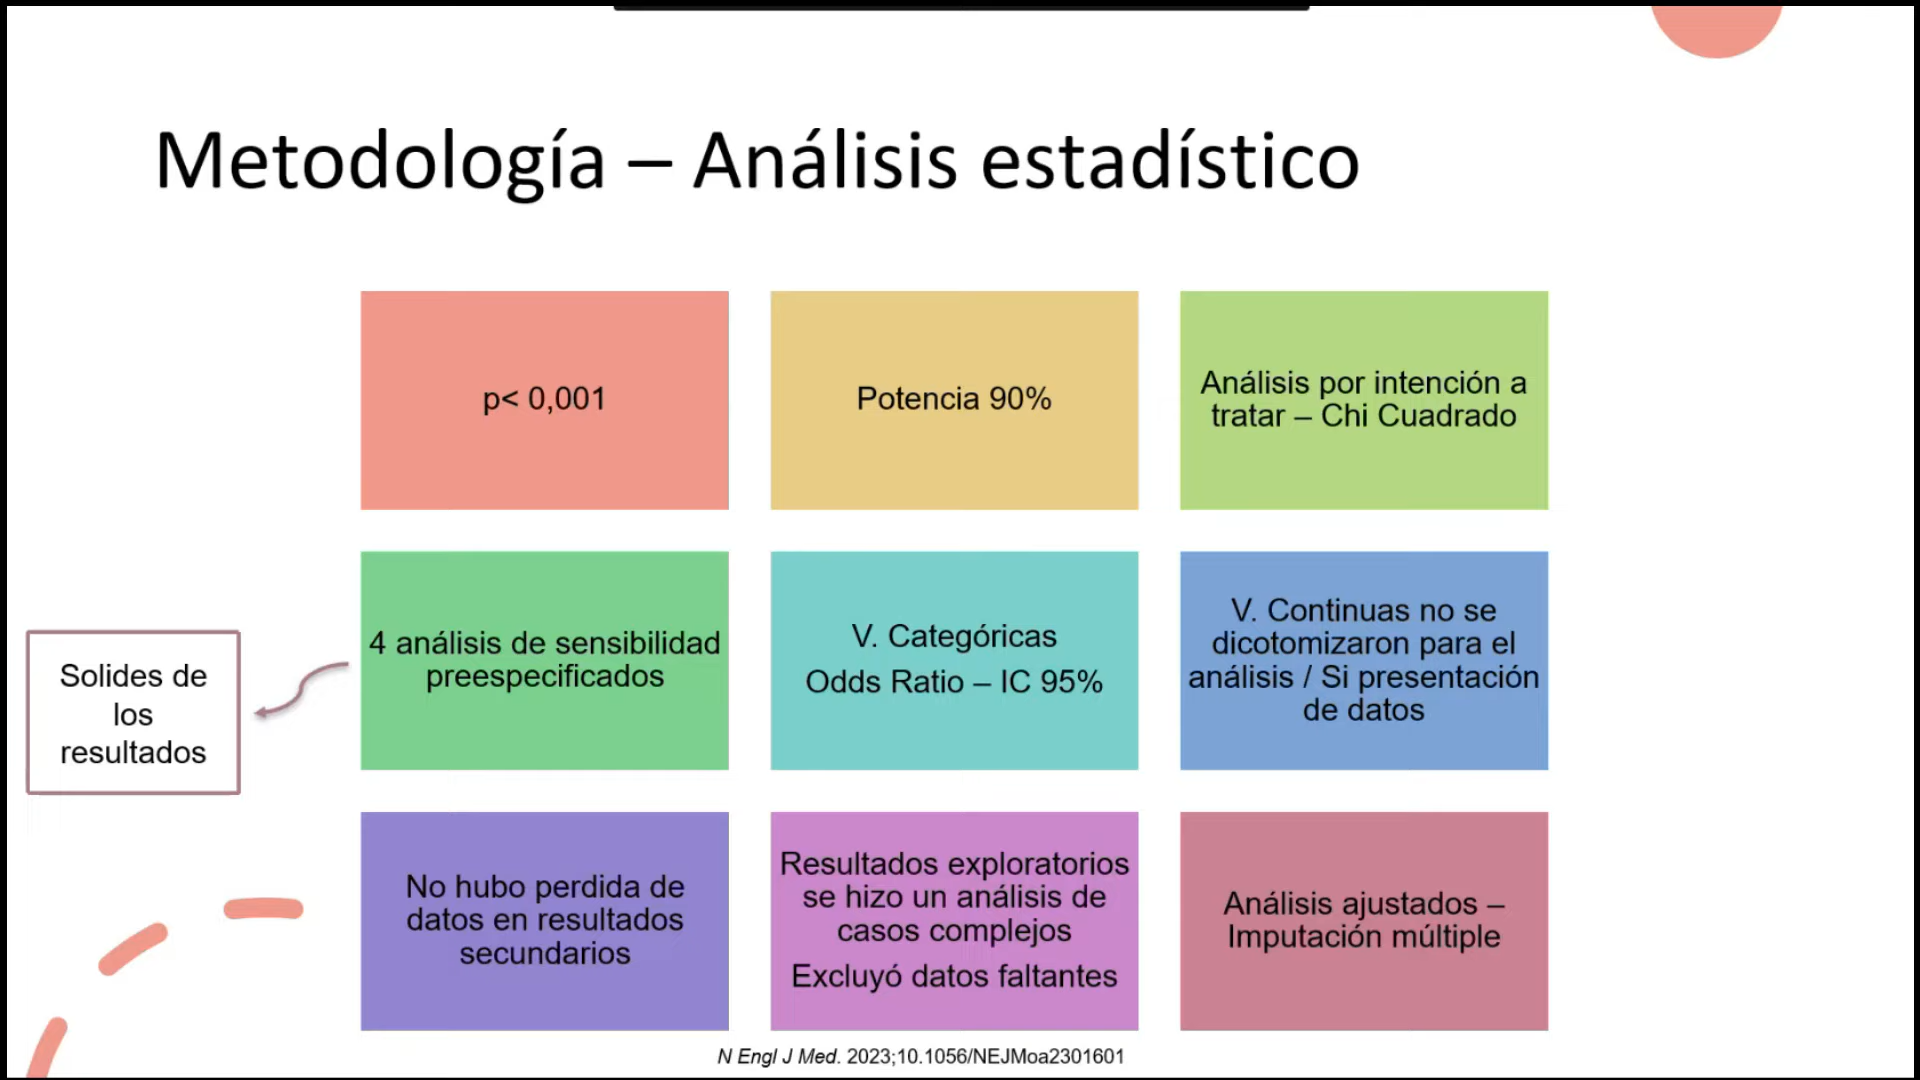 Metodología – Análisis estadístico
p< 0,001
Potencia 90%
Análisis por intención a
tratar – Chi Cuadrado
4 análisis de sensibilidad
preespecificados
V. Categóricas
Odds Ratio – IC 95%
V. Continuas no se
dicotomizaron para el
análisis / Si presentación
de datos
Solides de
los
resultados
No hubo perdida de
datos en resultados
secundarios
Resultados exploratorios
se hizo un análisis de
casos complejos
Excluyó datos faltantes
Análisis ajustados –
Imputación múltiple
N Engl J Med. 2023;10.1056/NEJMoa2301601